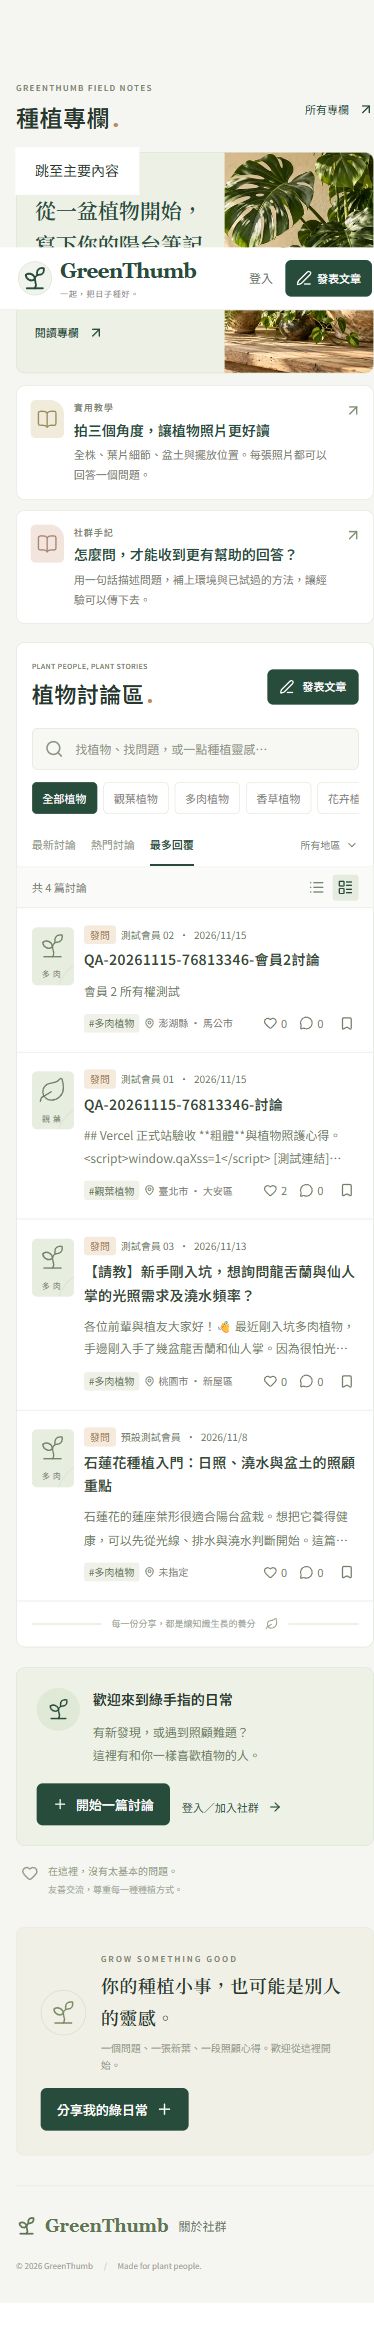 GREENTHUMB FIELD NOTES
種植專欄.
所有專欄
跳至主要內容
從一盆植物開始，
寫下你的陽台筆記
GreenThumb
一起，把日子種好。
登入
發表文章
閱讀專欄
實用教學
拍三個角度，讓植物照片更好讀
全株、葉片細節、盆土與擺放位置。每張照片都可以
回答一個問題。
社群手記
怎麼問，才能收到更有幫助的回答？
用一句話描述問題，補上環境與已試過的方法，讓經
驗可以傳下去。
PLANT PEOPLE, PLANT STORIES
植物討論區.
發表文章
找植物、找問題，或一點種植靈感…
全部植物
觀葉植物
多肉植物
香草植物
花卉植
最新討論
熱門討論
最多回覆
所有地區
共 4 篇討論
多肉
發問 測試會員 02 · 2026/11/15
QA-20261115-76813346-會員2討論
會員 2 所有權測試
#多肉植物 澎湖縣 · 馬公市 0 0
觀葉
發問 測試會員 01 · 2026/11/15
QA-20261115-76813346-討論
## Vercel 正式站驗收 **粗體**與植物照護心得。
<script>window.qaXss=1</script> [測試連結]…
#觀葉植物 臺北市 · 大安區 2 0
多肉
發問 測試會員 03 · 2026/11/13
【請教】新手剛入坑，想詢問龍舌蘭與仙人
掌的光照需求及澆水頻率？
各位前輩與植友大家好！👋 最近剛入坑多肉植物，
手邊剛入手了幾盆龍舌蘭和仙人掌。因為很怕光…
#多肉植物 桃園市 · 新屋區 0 0
多肉
發問 預設測試會員 · 2026/11/8
石蓮花種植入門：日照、澆水與盆土的照顧
重點
石蓮花的蓮座葉形很適合陽台盆栽。想把它養得健
康，可以先從光線、排水與澆水判斷開始。這篇…
#多肉植物 未指定 0 0
每一份分享，都是讓知識生長的養分
歡迎來到綠手指的日常
有新發現，或遇到照顧難題？
這裡有和你一樣喜歡植物的人。
開始一篇討論
登入／加入社群
在這裡，沒有太基本的問題。
友善交流，尊重每一種種植方式。
GROW SOMETHING GOOD
你的種植小事，也可能是別人
的靈感。
一個問題、一張新葉、一段照顧心得。歡迎從這裡開
始。
分享我的綠日常
GreenThumb 關於社群
© 2026 GreenThumb / Made for plant people.